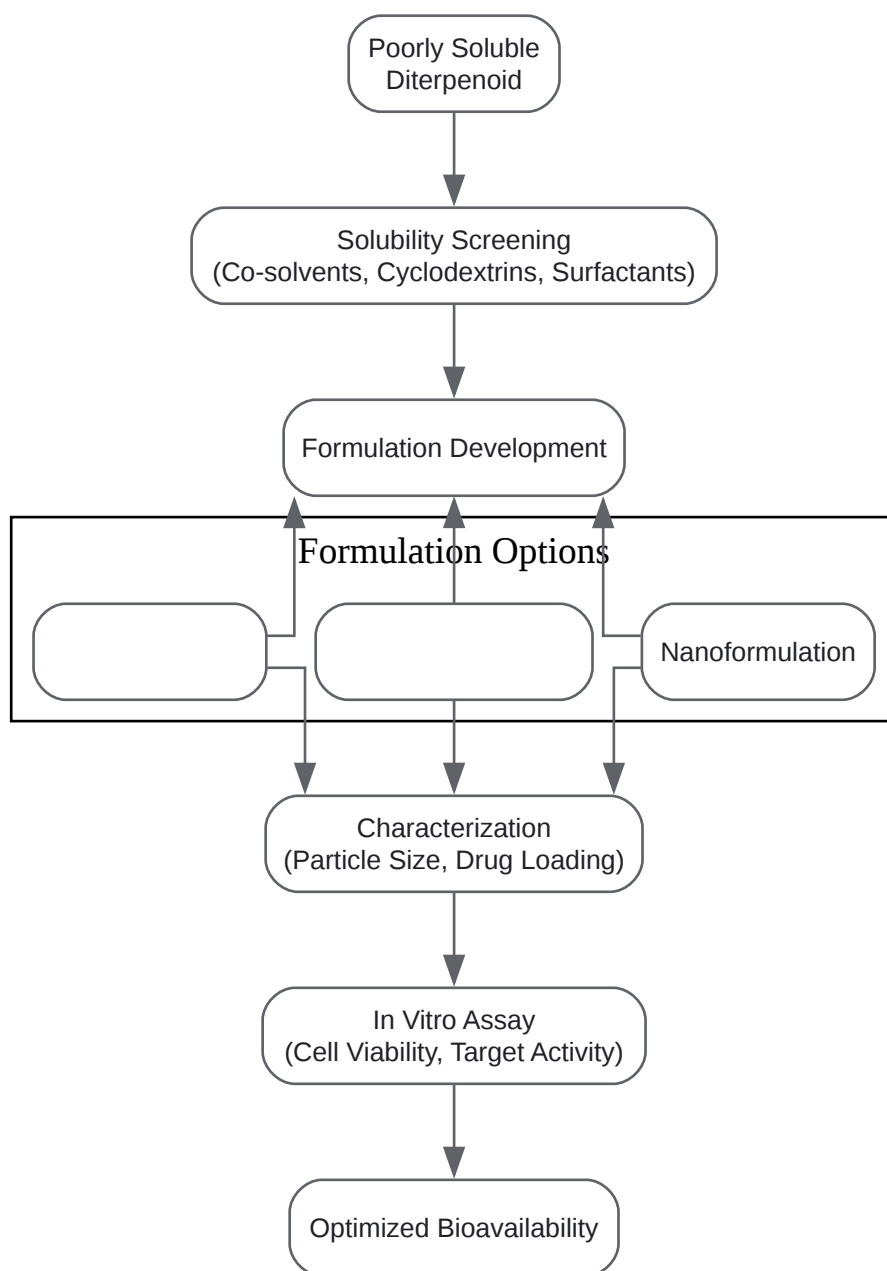 Poorly Soluble
Diterpenoid
Solubility Screening
(Co-solvents, Cyclodextrins, Surfactants)
Formulation Development
Formulation Options
Nanoformulation
Characterization
(Particle Size, Drug Loading)
In Vitro Assay
(Cell Viability, Target Activity)
Optimized Bioavailability